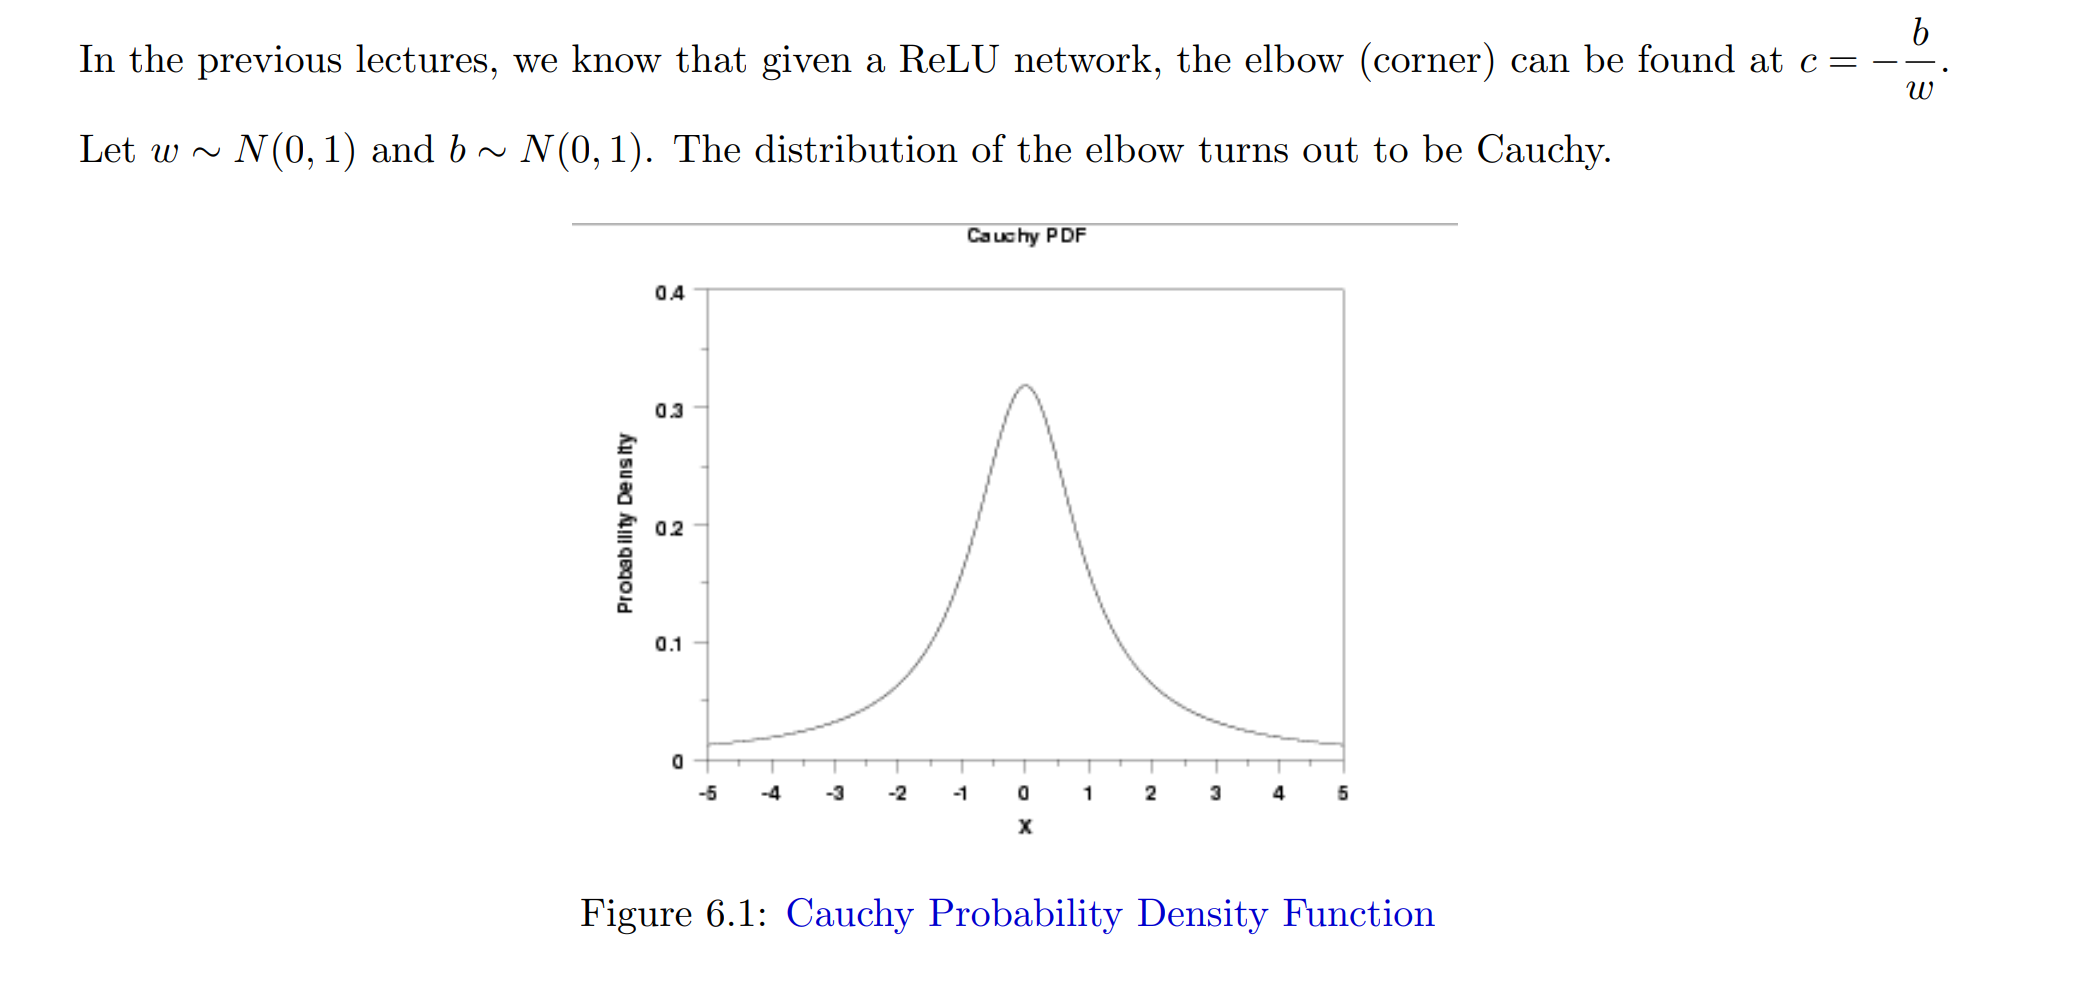 In the previous lectures, we know that given a ReLU network, the elbow (corner) can be found at c = −b/w.
Let w ∼ N(0, 1) and b ∼ N(0, 1). The distribution of the elbow turns out to be Cauchy.
Cauchy PDF
0.4
0.3
0.2
0.1
0
Probability Density
-5 -4 -3 -2 -1 0 1 2 3 4 5
X
Figure 6.1: Cauchy Probability Density Function